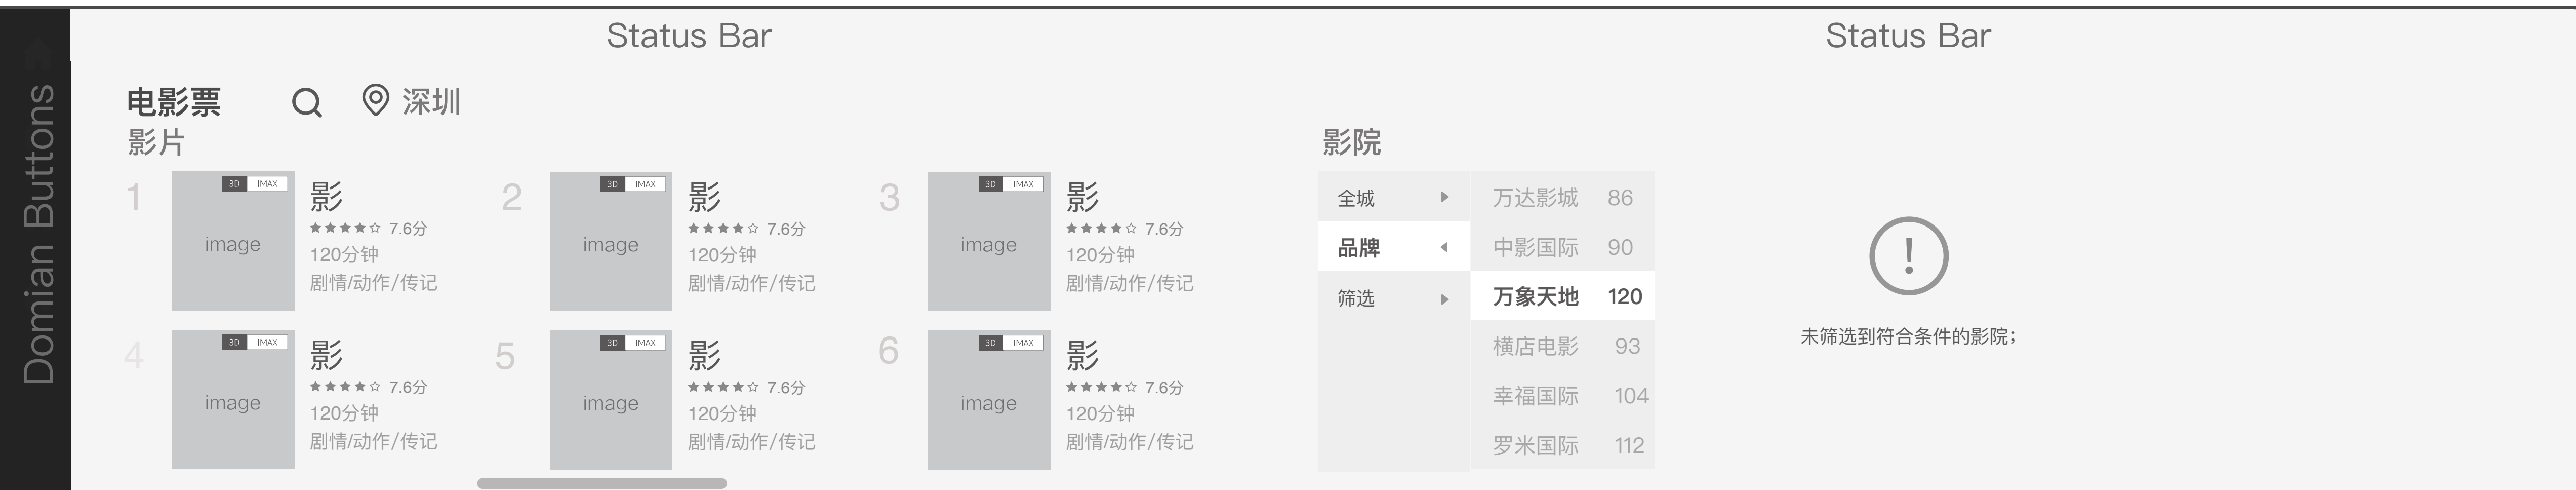 Status Bar
Status Bar
Domian Buttons
电影票
深圳
影片
1
3D IMAX
image
影
7.6分
120分钟
剧情/动作/传记
2
3D IMAX
image
影
7.6分
120分钟
剧情/动作/传记
3
3D IMAX
image
影
7.6分
120分钟
剧情/动作/传记
4
3D IMAX
image
影
7.6分
120分钟
剧情/动作/传记
5
3D IMAX
image
影
7.6分
120分钟
剧情/动作/传记
6
3D IMAX
image
影
7.6分
120分钟
剧情/动作/传记
影院
全城
品牌
筛选
万达影城 86
中影国际 90
万象天地 120
横店电影 93
幸福国际 104
罗米国际 112
!
未筛选到符合条件的影院；